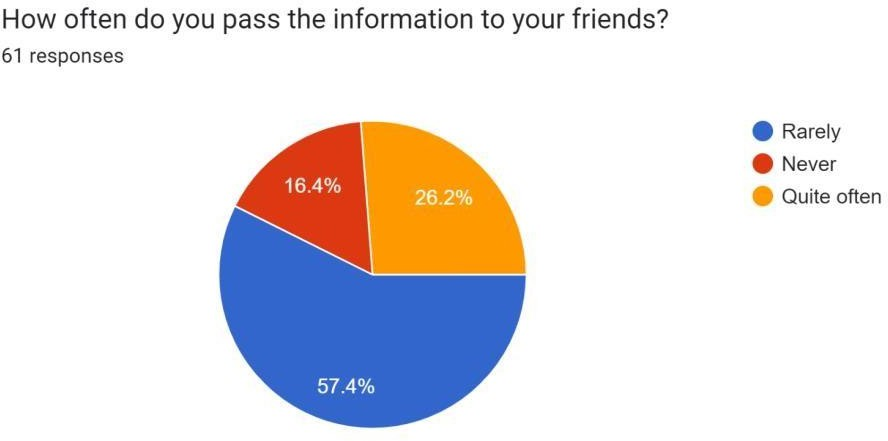 How often do you pass the information to your friends?
61 responses
Rarely
Never
Quite often
16.4%
26.2%
57.4%